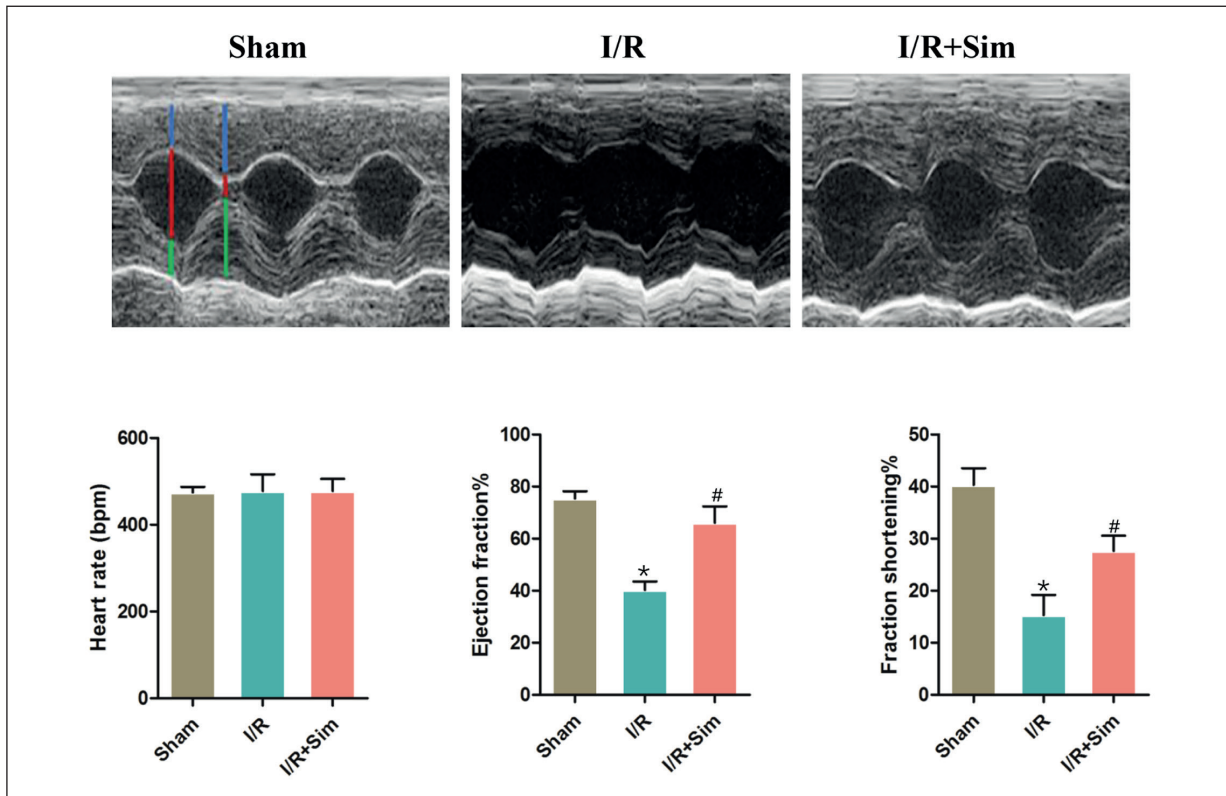 Sham
I/R
I/R+Sim
Heart rate (bpm)
600
400
200
0
Sham
I/R
I/R+Sim
Ejection fraction%
100
80
60
40
20
0
*
#
Sham
I/R
I/R+Sim
Fraction shortening%
50
40
30
20
10
0
*
#
Sham
I/R
I/R+Sim